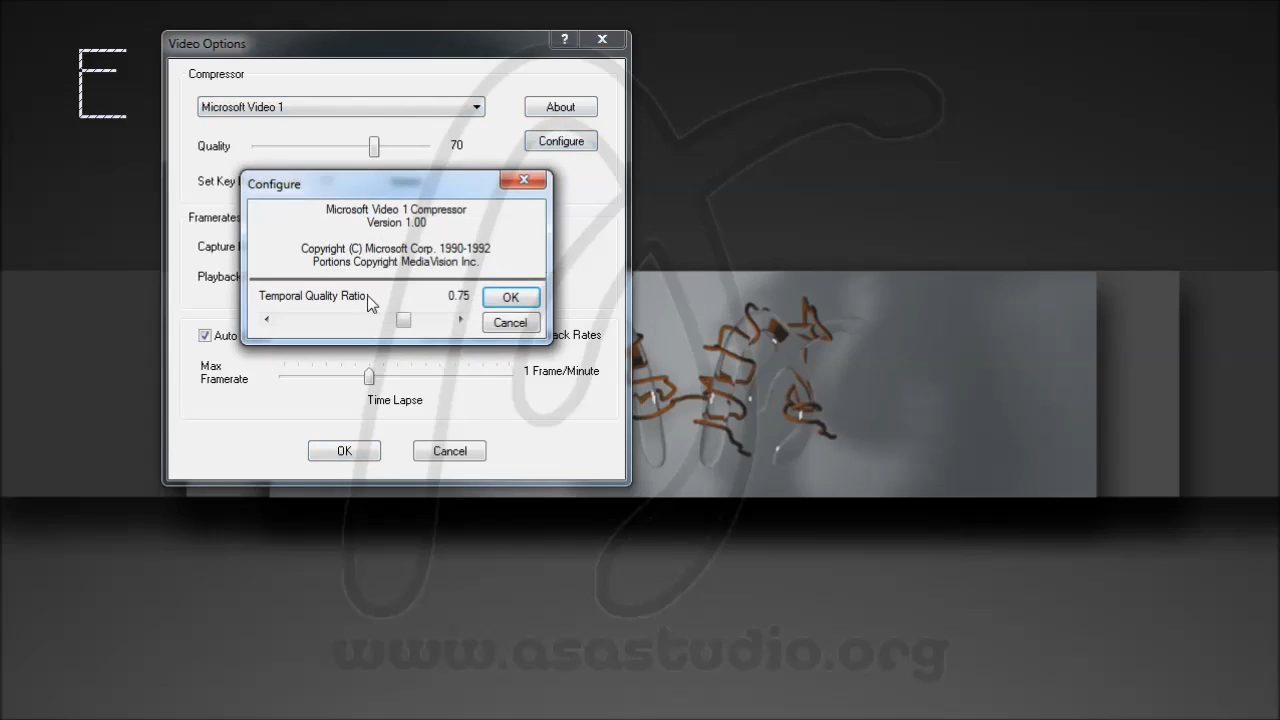 E
Video Options
Compressor
Microsoft Video 1
About
Quality
70
Configure
Set Key
Configure
Microsoft Video 1 Compressor
Version 1.00
Copyright (C) Microsoft Corp. 1990-1992
Portions Copyright MediaVision Inc.
Framerates
Capture
Playback
Temporal Quality Ratio
0.75
OK
Cancel
Auto
Rates
Max
Framerate
1 Frame/Minute
Time Lapse
OK
Cancel
www.asastudio.org